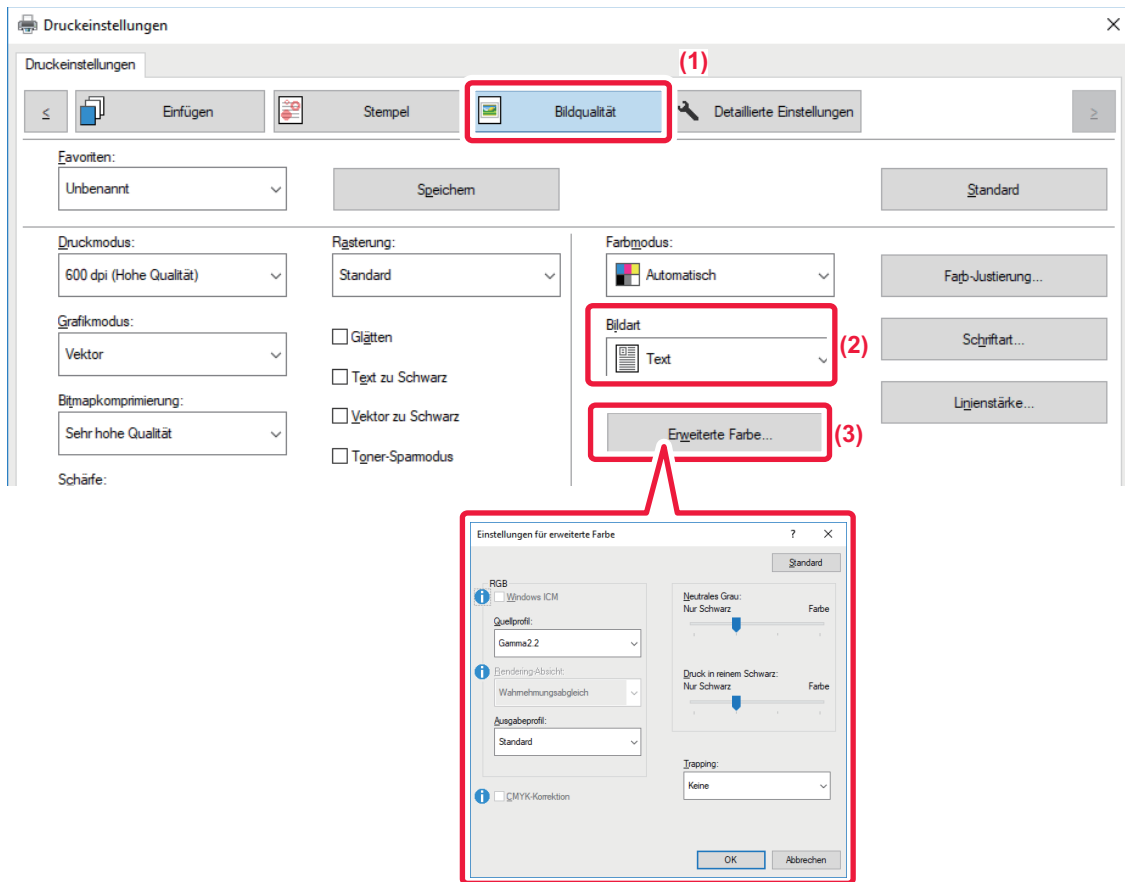 Druckeinstellungen
Druckeinstellungen
(1)
≤ Einfügen Stempel Bildqualität Detaillierte Einstellungen ≥
Favoriten:
Unbenannt Speichern Standard
Druckmodus: Rasterung: Farbmodus:
600 dpi (Hohe Qualität) Standard Automatisch Farb-Justierung...
Grafikmodus: Bildart
Vektor Glätten Text (2) Schriftart...
Text zu Schwarz
Bitmapkomprimierung: Linienstärke...
Sehr hohe Qualität Vektor zu Schwarz Erweiterte Farbe... (3)
Toner-Sparmodus
Schärfe:
Einstellungen für erweiterte Farbe ?
Standard
RGB
Windows ICM
Quellprofil:
Gamma2.2
Rendering-Absicht:
Wahrnehmungsabgleich
Ausgabeprofil:
Standard
CMYK-Korrektion
Neutrales Grau:
Nur Schwarz Farbe
Druck in reinem Schwarz:
Nur Schwarz Farbe
Trapping:
Keine
OK Abbrechen